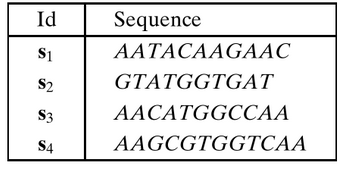 Id Sequence
s1 AATACAAGAAC
s2 GTATGGTGAT
s3 AACATGGCCAA
s4 AAGCGTGGTCAA